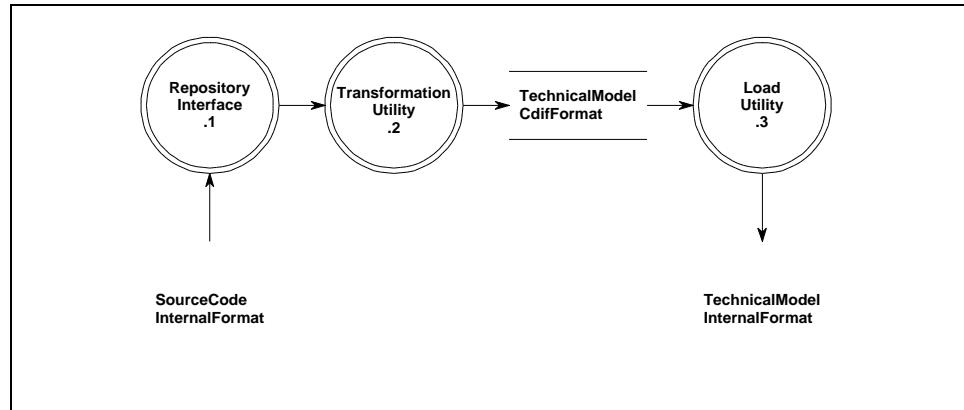 Repository
Interface
.1
Transformation
Utility
.2
TechnicalModel
CdifFormat
Load
Utility
.3
SourceCode
InternalFormat
TechnicalModel
InternalFormat